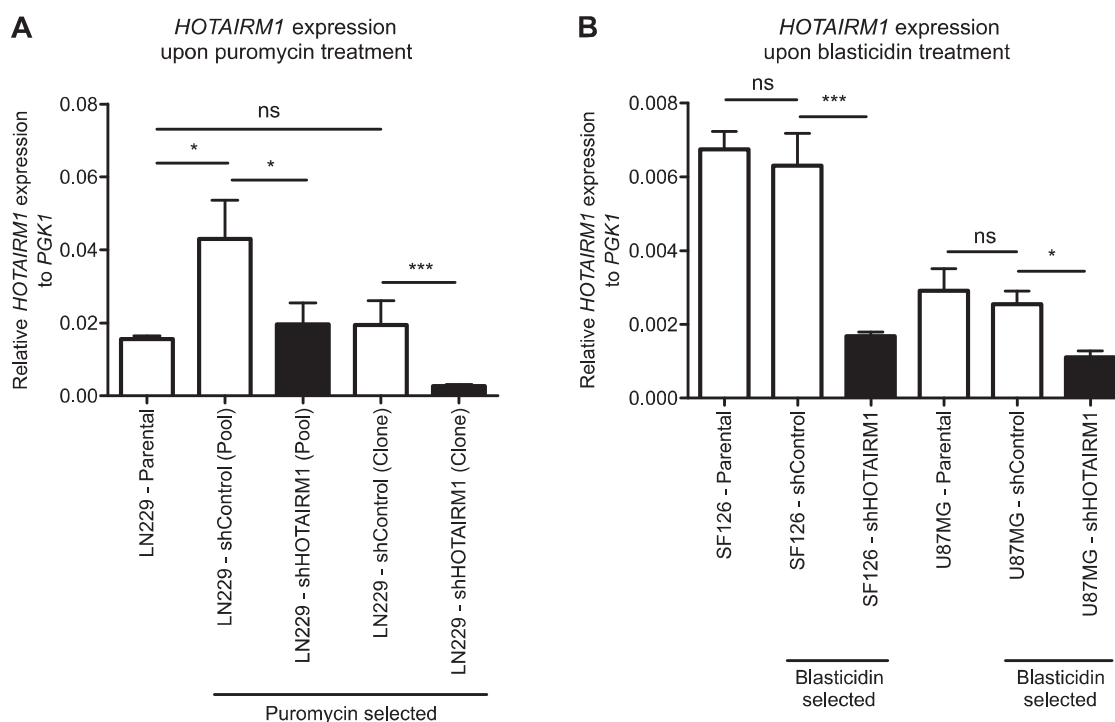 A
HOTAIRM1 expression
upon puromycin treatment
Relative HOTAIRM1 expression
to PGK1
0.08
0.06
0.04
0.02
0.00
ns
*
*
***
LN229 - Parental
LN229 - shControl (Pool)
LN229 - shHOTAIRM1 (Pool)
LN229 - shControl (Clone)
LN229 - shHOTAIRM1 (Clone)
Puromycin selected
B
HOTAIRM1 expression
upon blasticidin treatment
Relative HOTAIRM1 expression
to PGK1
0.008
0.006
0.004
0.002
0.000
ns
***
ns
*
SF126 - Parental
SF126 - shControl
SF126 - shHOTAIRM1
U87MG - Parental
U87MG - shControl
U87MG - shHOTAIRM1
Blasticidin
selected
Blasticidin
selected